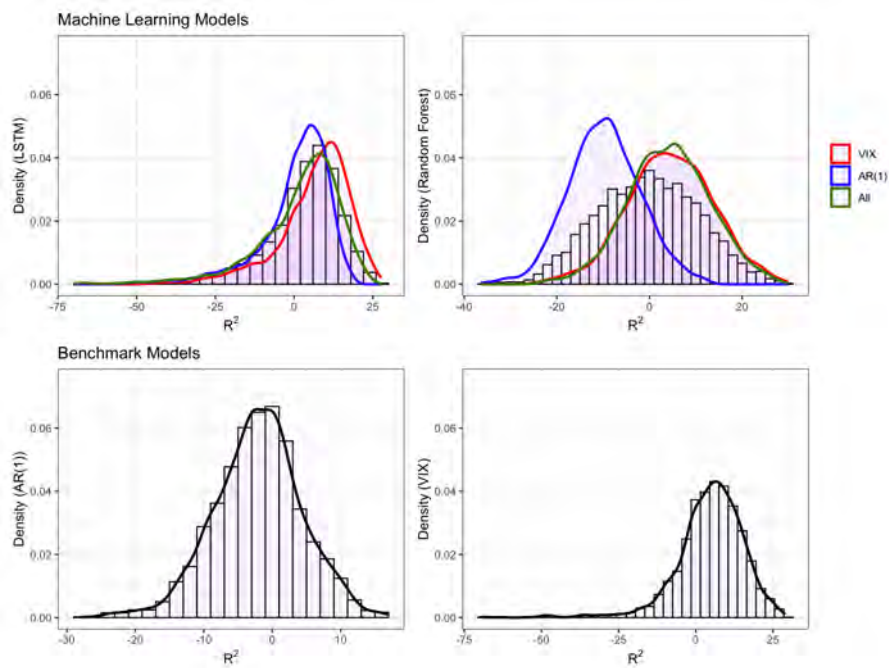 Machine Learning Models
Density (LSTM)
0.06
0.04
0.02
0.00
-75
-50
-25
0
25
R²
Density (Random Forest)
0.06
0.04
0.02
0.00
-40
-20
0
20
R²
VIX
AR(1)
All
Benchmark Models
Density (AR(1))
0.06
0.04
0.02
0.00
-30
-20
-10
0
10
R²
Density (VIX)
0.06
0.04
0.02
0.00
-75
-50
-25
0
25
R²